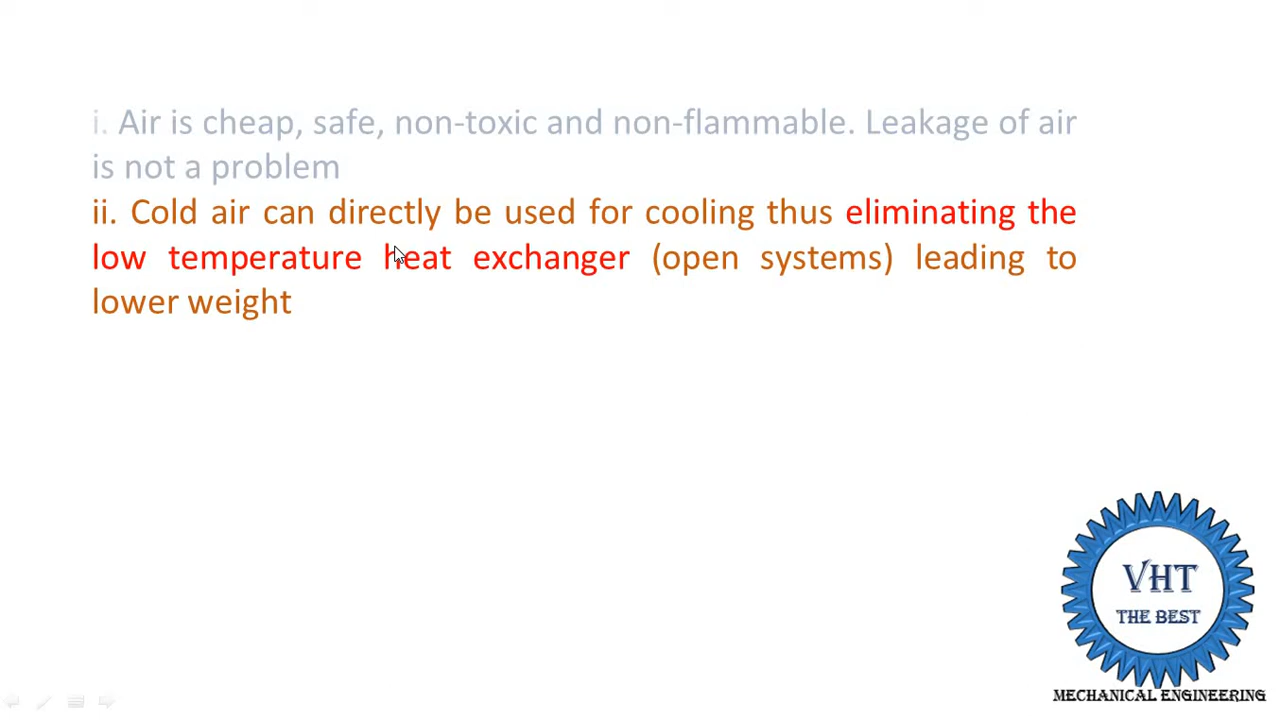 i. Air is cheap, safe, non-toxic and non-flammable. Leakage of air
is not a problem
ii. Cold air can directly be used for cooling thus eliminating the
low temperature heat exchanger (open systems) leading to
lower weight
VHT
THE BEST
MECHANICAL ENGINEERING